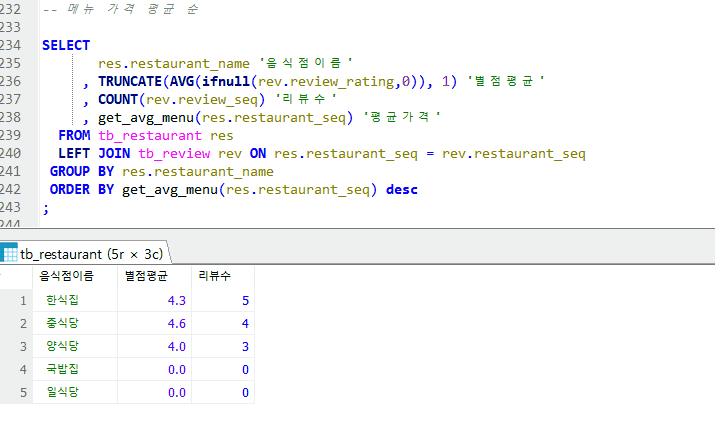 232 -- 메뉴 가격 평균 순
233
234 SELECT
235 res.restaurant_name '음식점이름'
236 , TRUNCATE(AVG(ifnull(rev.review_rating,0)), 1) '별점평균'
237 , COUNT(rev.review_seq) '리뷰수'
238 , get_avg_menu(res.restaurant_seq) '평균가격'
239 FROM tb_restaurant res
240 LEFT JOIN tb_review rev ON res.restaurant_seq = rev.restaurant_seq
241 GROUP BY res.restaurant_name
242 ORDER BY get_avg_menu(res.restaurant_seq) desc
243 ;
244
tb_restaurant (5r × 3c)
음식점이름 별점평균 리뷰수
1 한식집 4.3 5
2 중식당 4.6 4
3 양식당 4.0 3
4 국밥집 0.0 0
5 일식당 0.0 0